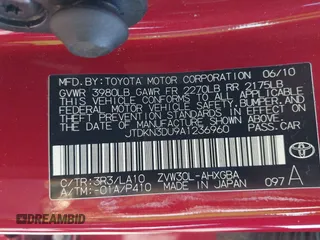 MFD.BY:TOYOTA MOTOR CORPORATION 06/10
GVWR 3980LB GAWR FR 2270LB RR 2175LB
THIS VEHICLE CONFORMS TO ALL APPLICABLE
FEDERAL MOTOR VEHICLE SAFETY, BUMPER, AND
THEFT PREVENTION STANDARDS IN EFFECT ON THE
DATE OF MANUFACTURE SHOWN ABOVE.
JTDKN3DU9A1236960
PASS. CAR
TOYOTA
C/TR:3R3/LA10 ZVW30L-AHXGBA
A/TM:-01A/P410 MADE IN JAPAN 097 A
DREAMBID